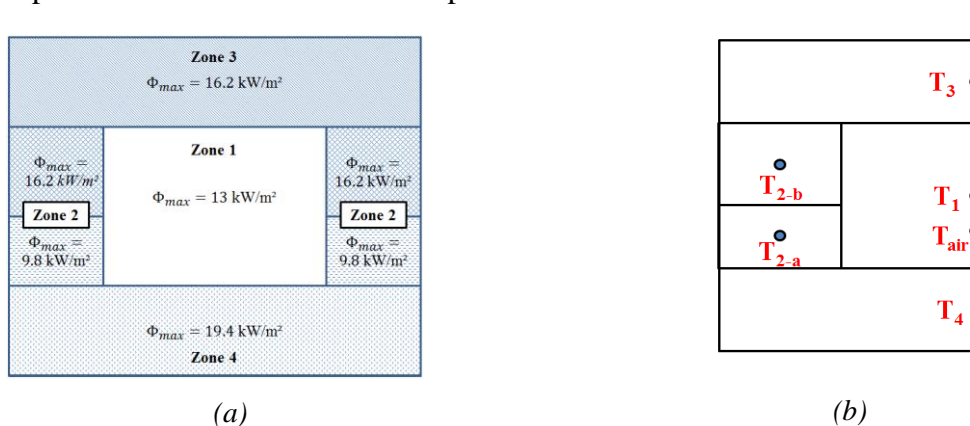 Zone 3
Φmax = 16.2 kW/m²
Zone 1
Φmax =
16.2 kW/m²
Φmax = 13 kW/m²
Φmax =
16.2 kW/m²
Zone 2
Zone 2
Φmax =
9.8 kW/m²
Φmax =
9.8 kW/m²
Φmax = 19.4 kW/m²
Zone 4
(a)
T3
T2-b
T1
Tair
T2-a
T4
(b)